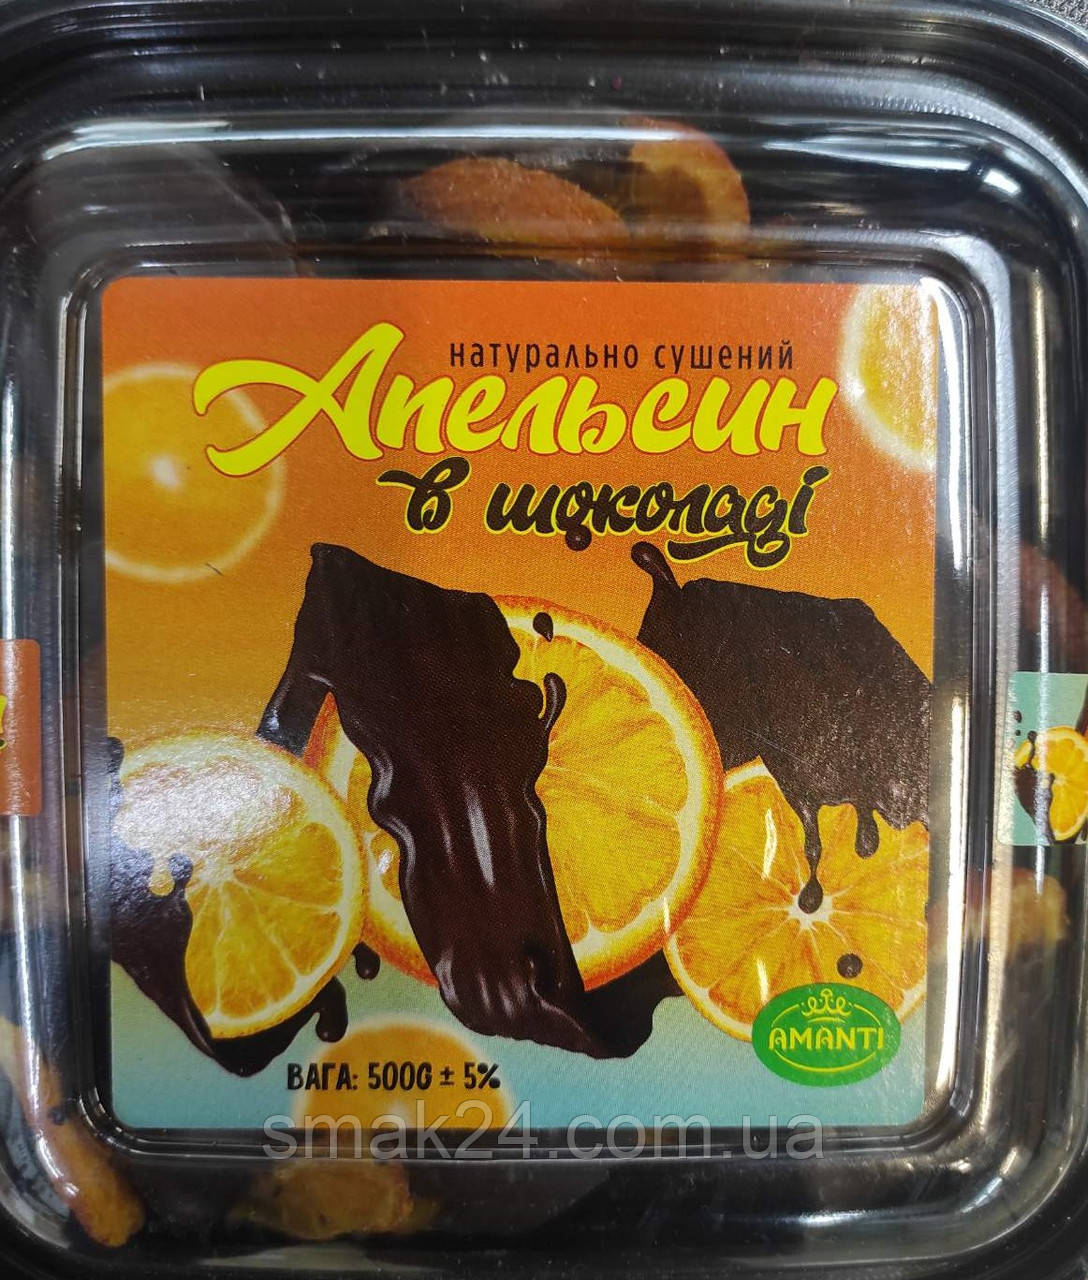 натурально сушений
Апельсин
в шоколаді
AMANTI
ВАГА: 500G ± 5%
smak24.com.ua